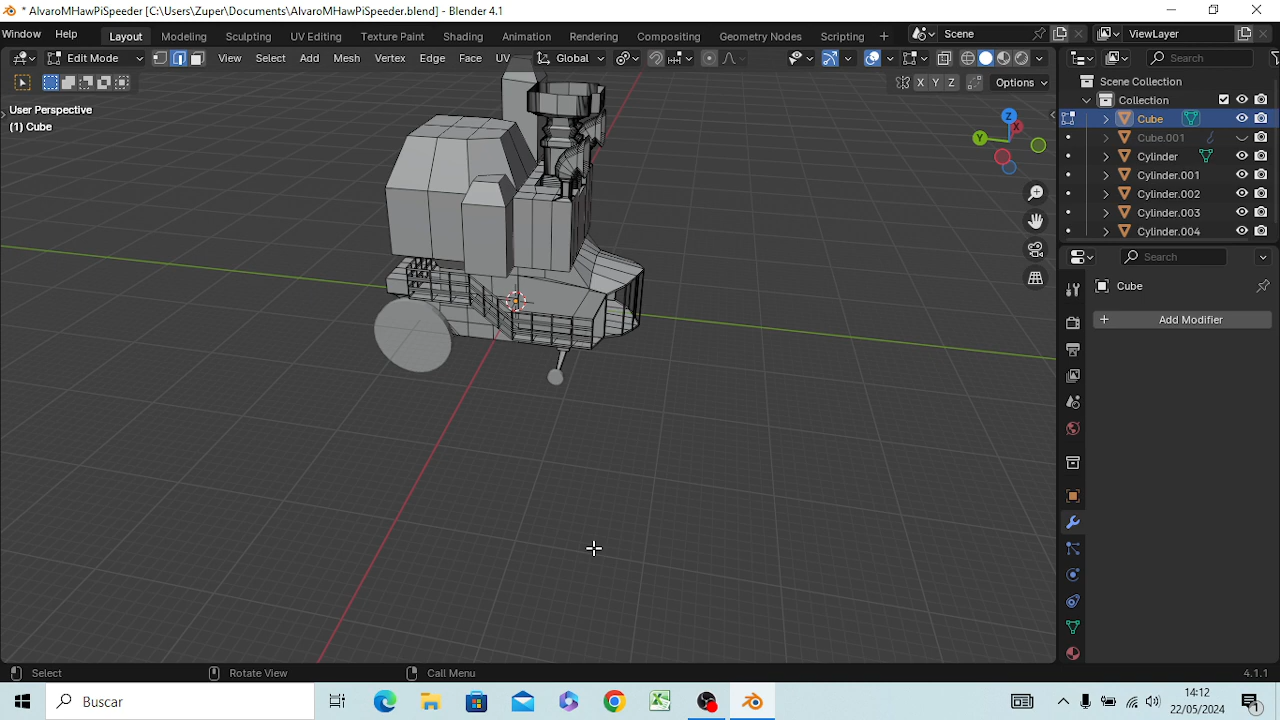 * AlvaroMHawPiSpeeder [C:\Users\Zuper\Documents\AlvaroMHawPiSpeeder.blend] - Blender 4.1
Window Help Layout Modeling Sculpting UV Editing Texture Paint Shading Animation Rendering Compositing Geometry Nodes Scripting + Scene ViewLayer
Edit Mode View Select Add Mesh Vertex Edge Face UV Global Search
X Y Z Options
User Perspective
(1) Cube
Scene Collection
Collection
Cube
Cube.001
Cylinder
Cylinder.001
Cylinder.002
Cylinder.003
Cylinder.004
Z
X
Y
Search
Cube
+ Add Modifier
Select Rotate View Call Menu 4.1.1
Buscar
14:12
22/05/2024
1